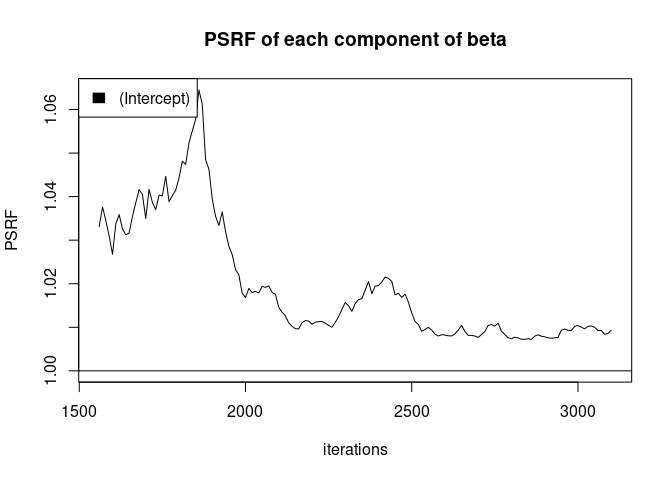 PSRF of each component of beta
(Intercept)
PSRF
1.06
1.04
1.02
1.00
1500 2000 2500 3000
iterations